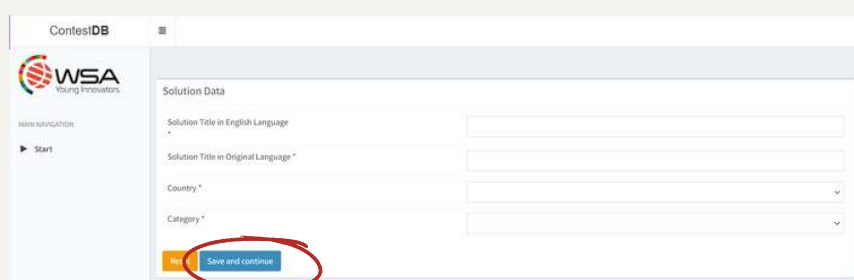 ContestDB
WSA
Young Innovators
MAIN NAVIGATION
Start
Solution Data
Solution Title in English Language
*
Solution Title in Original Language *
Country *
Category *
Reset
Save and continue